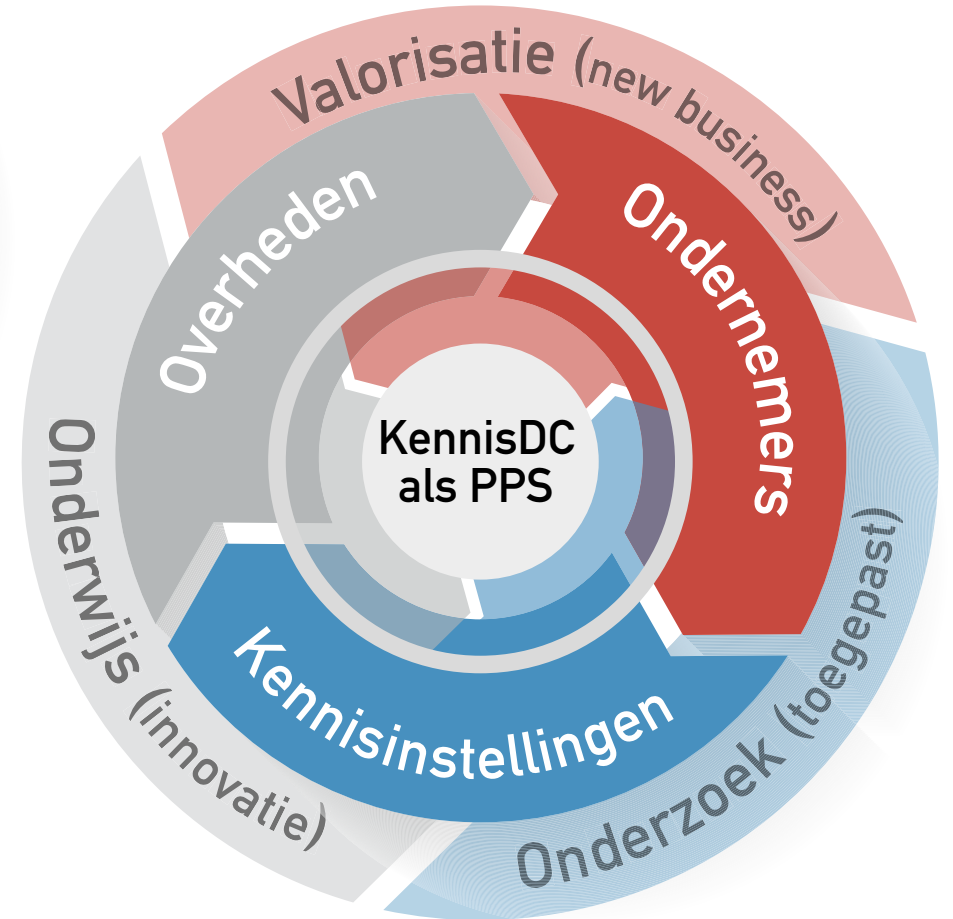 Valorisatie (new business)
Overheden
Ondernemers
KennisDC
als PPS
Onderwijs (innovatie)
Kennisinstellingen
Onderzoek (toegepast)